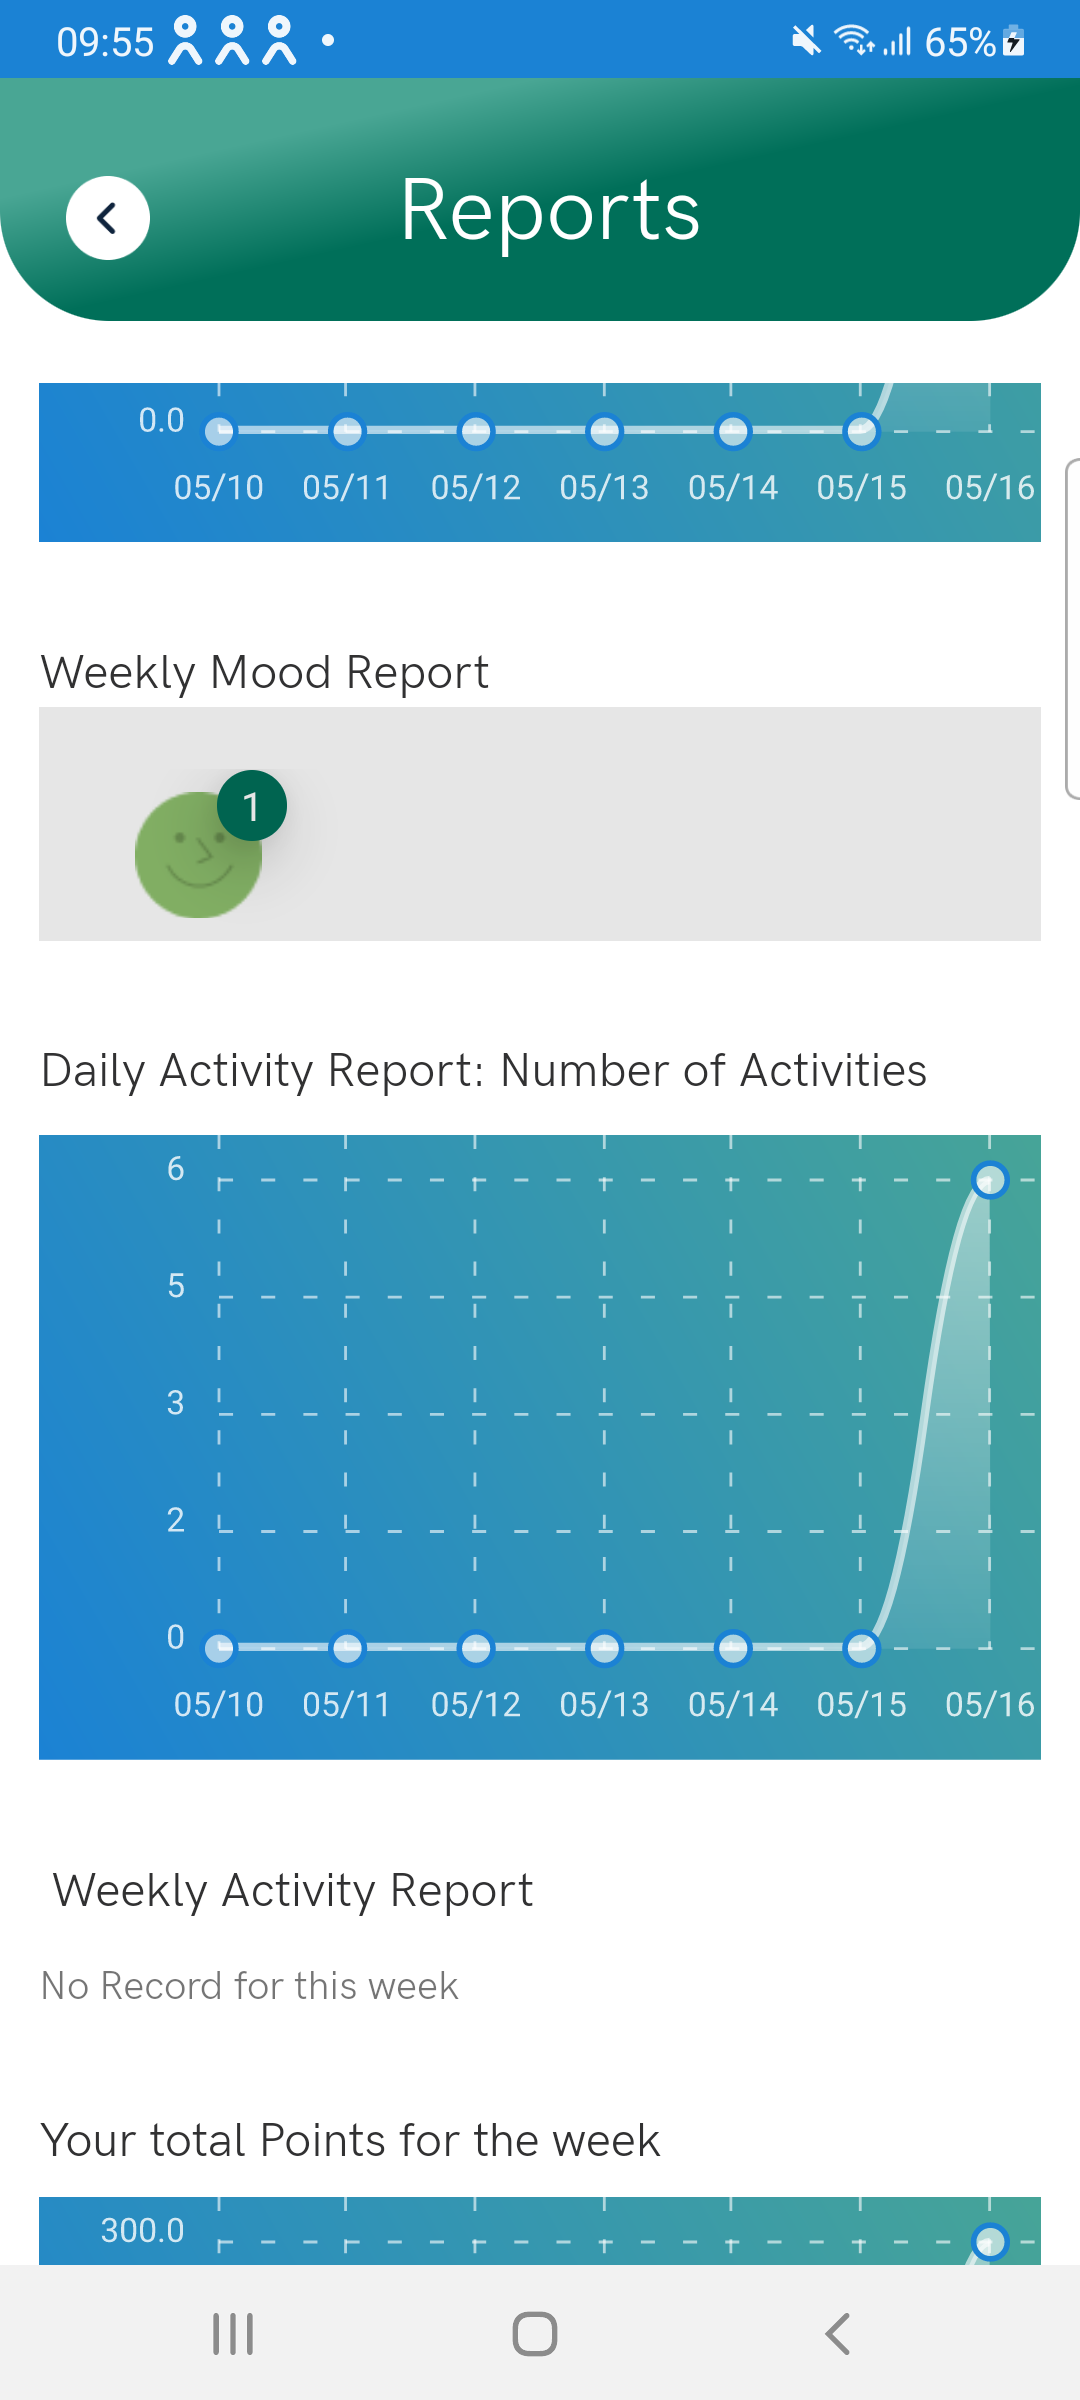 09:55 65%
Reports
0.0
05/10 05/11 05/12 05/13 05/14 05/15 05/16
Weekly Mood Report
1
Daily Activity Report: Number of Activities
6
5
3
2
0
05/10 05/11 05/12 05/13 05/14 05/15 05/16
Weekly Activity Report
No Record for this week
Your total Points for the week
300.0